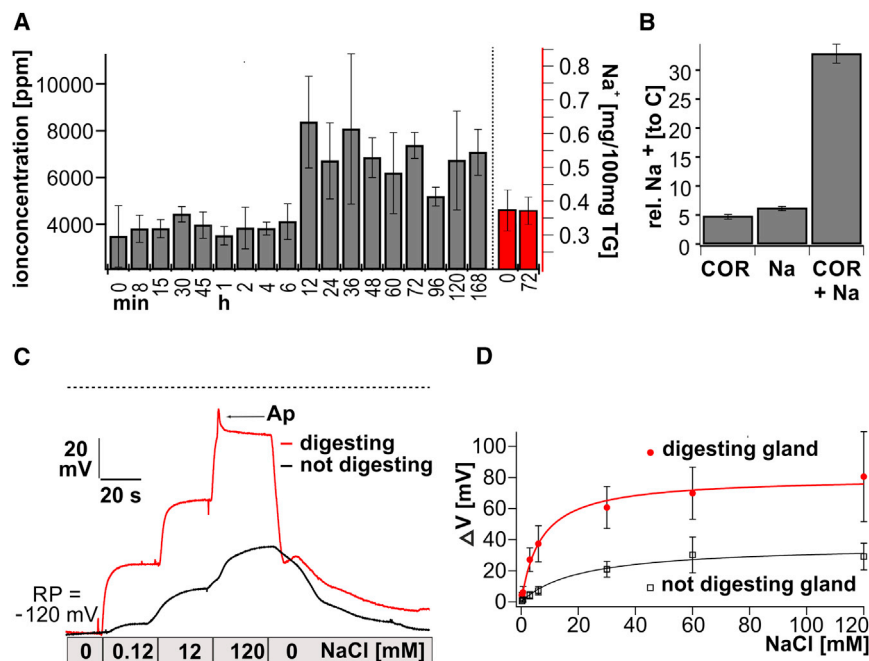 A
ionconcentration [ppm]
10000
8000
6000
4000
0 8 15 30 45 1 2 4 6 12 24 36 48 60 72 96 120 168 0 72
min h
0.8
0.7
0.6
0.5
0.4
0.3
Na+ [mg/100mg TG]
B
rel. Na+ [to C]
30
25
20
15
10
5
0
COR Na COR
+ Na
C
Ap
20
mV
20 s
digesting
not digesting
RP =
-120 mV
0 0.12 12 120 0 NaCl [mM]
D
ΔV [mV]
100
80
60
40
20
0
digesting gland
not digesting gland
0 20 40 60 80 100 120
NaCl [mM]